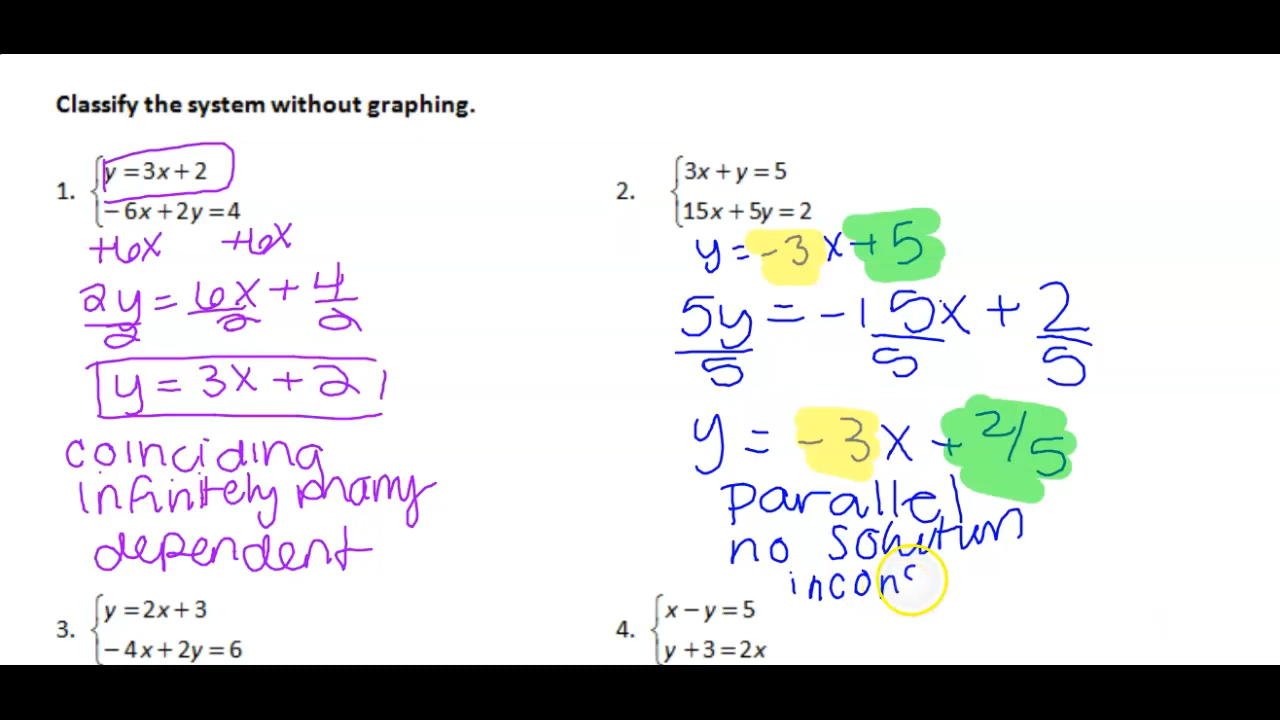 Classify the system without graphing.
1. y = 3x + 2
− 6x + 2y = 4
+6x +6x
2y = 6x + 4
2 2 2
y = 3x + 2
coinciding
infinitely many
dependent
2. 3x + y = 5
15x + 5y = 2
y = -3x + 5
5y = -15x + 2
5 5 5
y = -3x + 2/5
parallel
no solution
incons
3. y = 2x + 3
− 4x + 2y = 6
4. x − y = 5
y + 3 = 2x